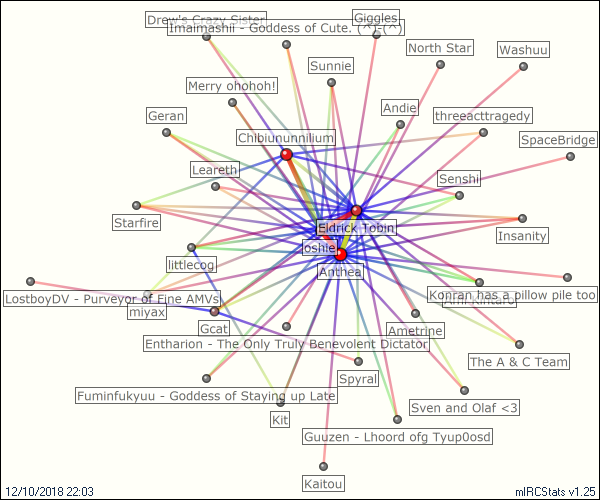 Drew's Crazy Sister
Giggles
Imaimashii - Goddess of Cute. (^_-(^)
North Star
Washuu
Sunnie
Merry ohohoh!
Andie
Geran
threeacttragedy
Chibiununnilium
SpaceBridge
Leareth
Senshi
Starfire
Eldrick Tobin
Insanity
oshie
littlecog
Anthea
LostboyDV - Purveyor of Fine AMVs
Konran has a pillow pile too
miyax
Gcat
Ametrine
Entharion - The Only Truly Benevolent Dictator
The A & C Team
Spyral
Fuminfukyuu - Goddess of Staying up Late
Sven and Olaf <3
Kit
Guuzen - Lhoord ofg Tyup0osd
Kaitou
12/10/2018 22:03
mIRCStats v1.25